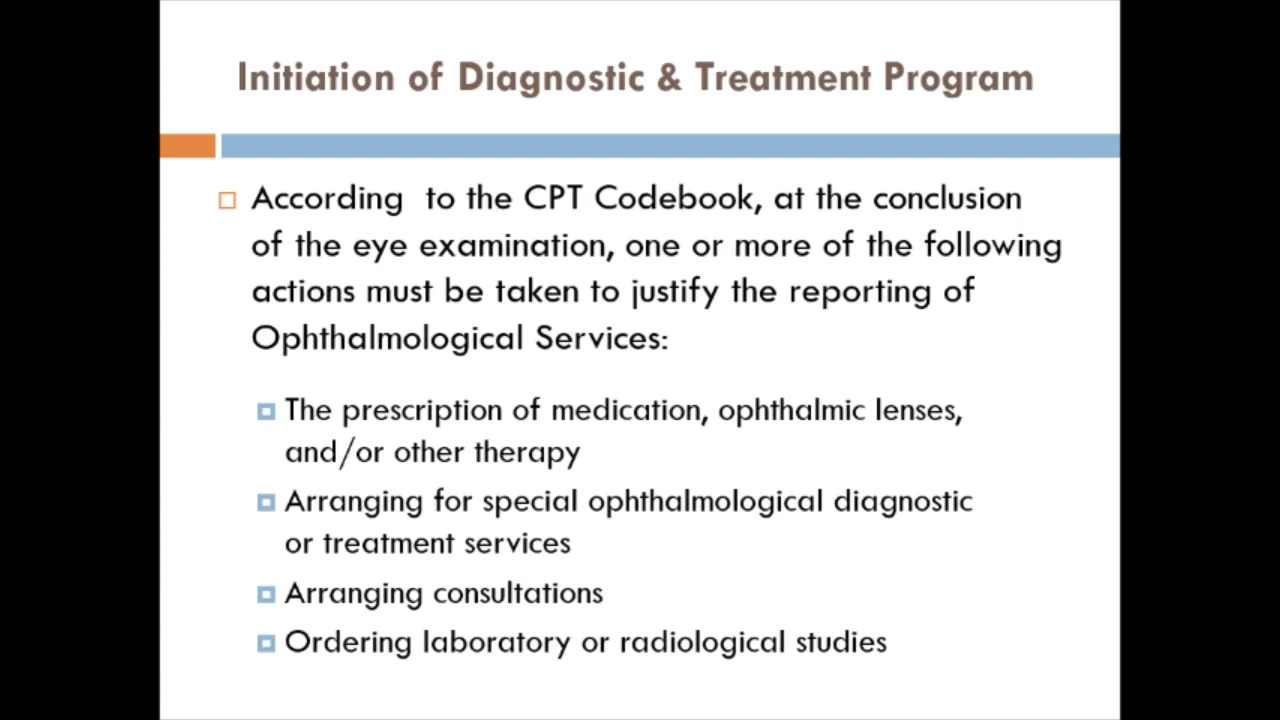 Initiation of Diagnostic & Treatment Program
According to the CPT Codebook, at the conclusion
of the eye examination, one or more of the following
actions must be taken to justify the reporting of
Ophthalmological Services:
The prescription of medication, ophthalmic lenses,
and/or other therapy
Arranging for special ophthalmological diagnostic
or treatment services
Arranging consultations
Ordering laboratory or radiological studies